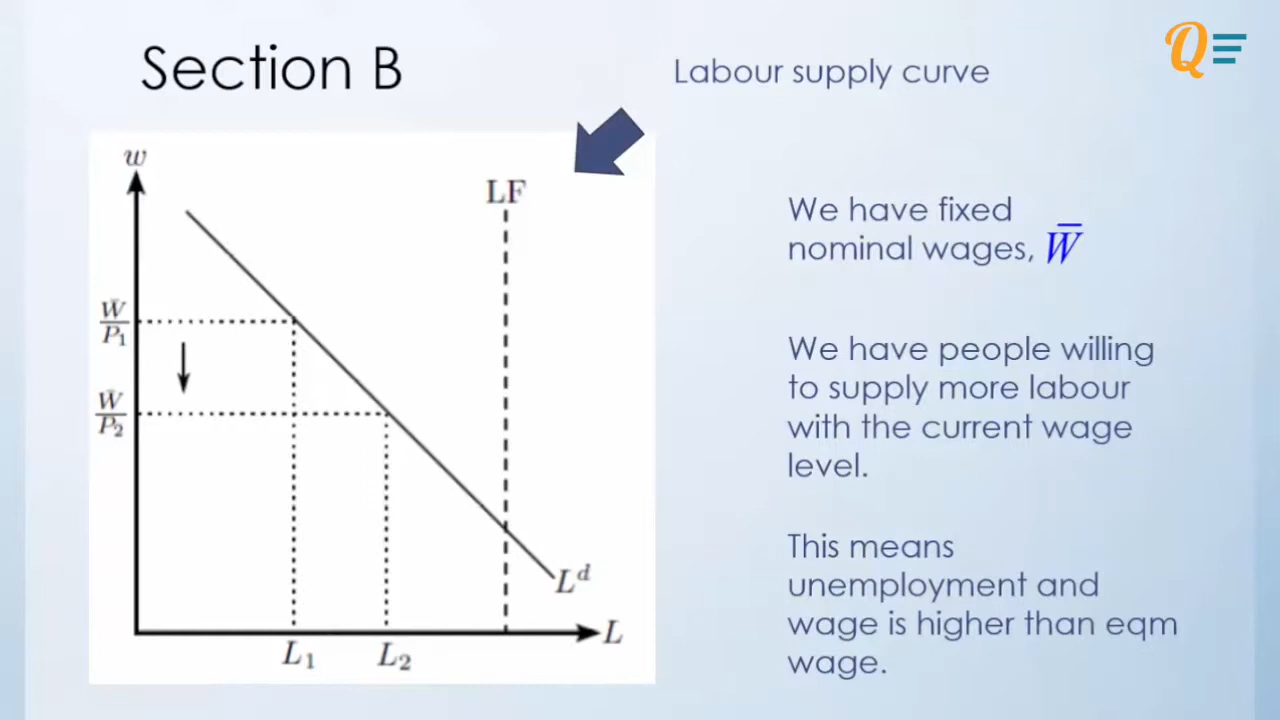 Section B
Labour supply curve
Q
w
LF
W̄
P₁
W̄
P₂
Lᵈ
L
L₁
L₂
We have fixed
nominal wages, W̄
We have people willing
to supply more labour
with the current wage
level.
This means
unemployment and
wage is higher than eqm
wage.